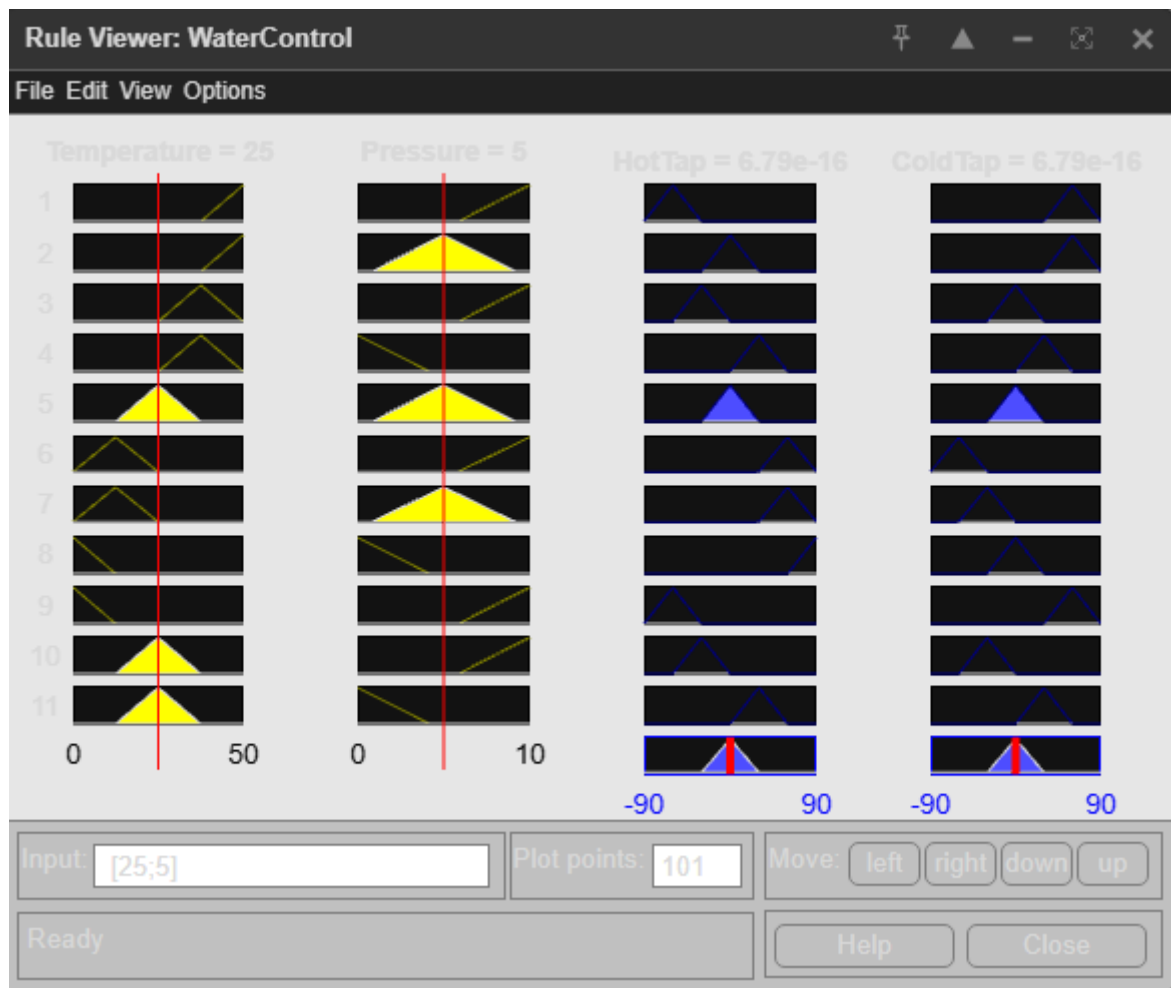 Rule Viewer: WaterControl
File Edit View Options
Temperature = 25 Pressure = 5 HotTap = 6.79e-16 ColdTap = 6.79e-16
1
2
3
4
5
6
7
8
9
10
11
0 50 0 10
-90 90 -90 90
Input: [25;5] Plot points: 101 Move: left right down up
Ready Help Close